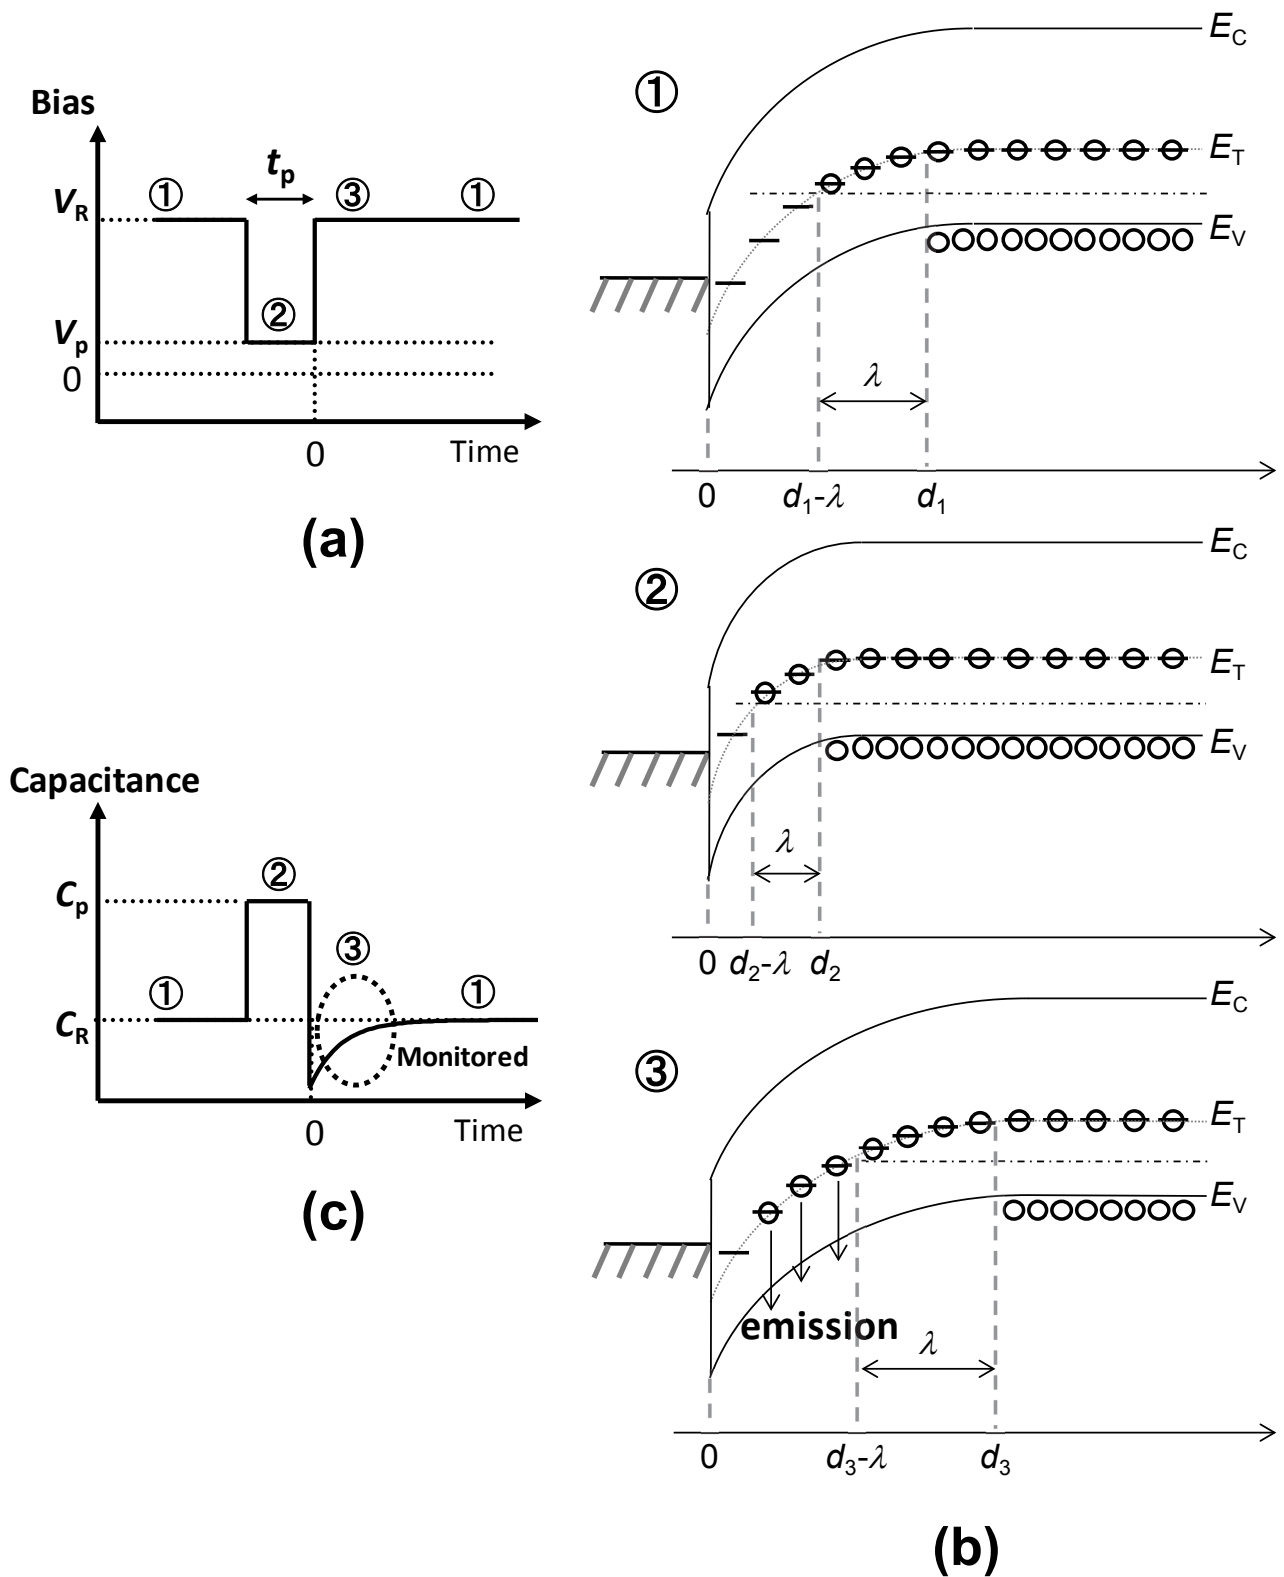 Bias
V_R
① t_p ③ ①
②
V_p
0
0 Time
(a)
Capacitance
C_p
②
③
① ①
C_R
Monitored
0 Time
(c)
①
E_C
E_T
E_V
λ
0 d_1-λ d_1
②
E_C
E_T
E_V
λ
0 d_2-λ d_2
③
E_C
E_T
E_V
emission
λ
0 d_3-λ d_3
(b)